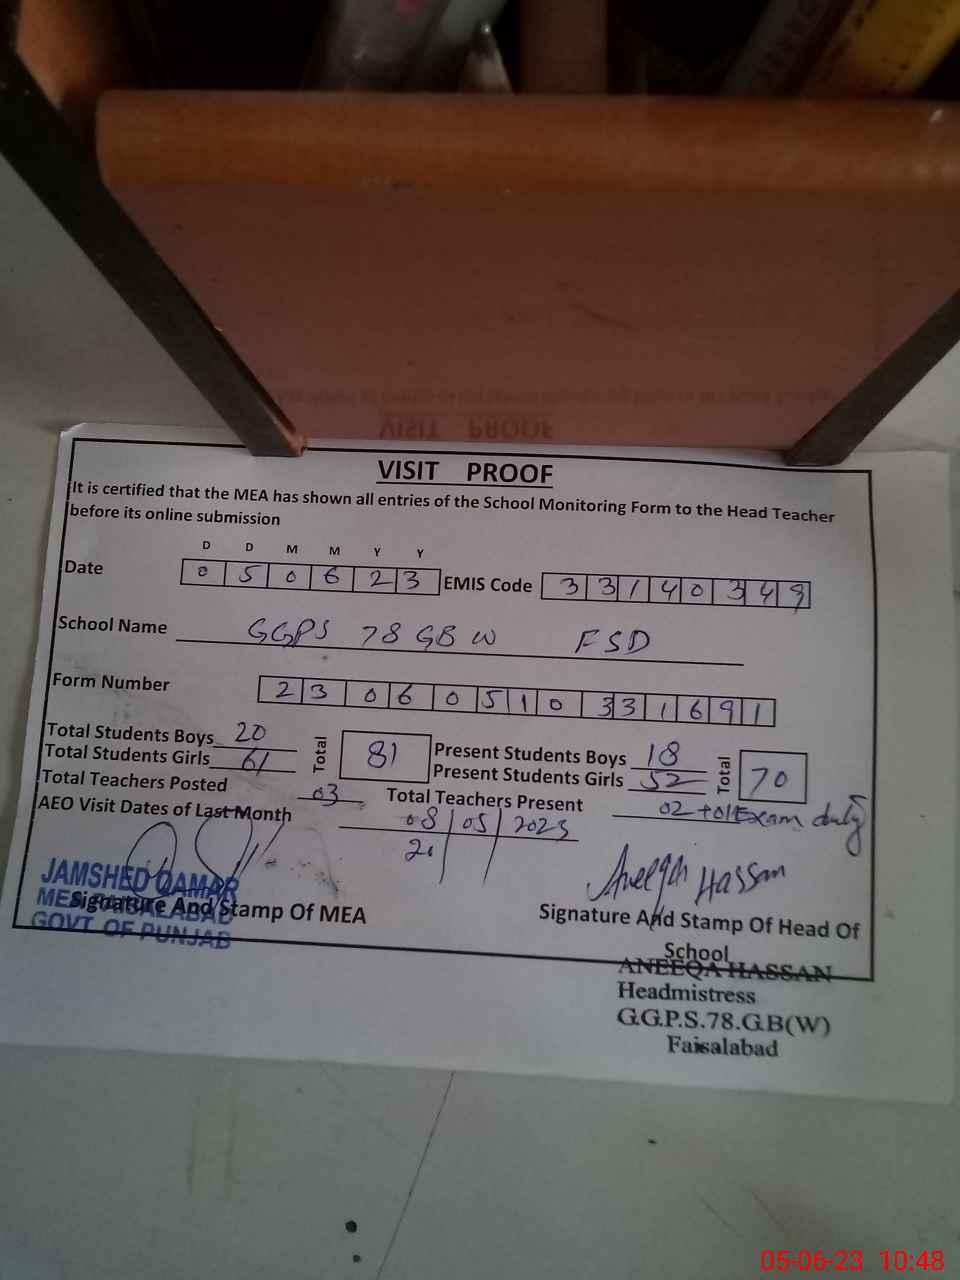 VISIT PROOF
It is certified that the MEA has shown all entries of the School Monitoring Form to the Head Teacher
before its online submission
D D M M Y Y
Date 0 5 0 6 2 3 EMIS Code 3 3 1 4 0 3 4 9
School Name GGPS 78 GB W FSD
Form Number 2 3 0 6 0 5 1 0 3 3 1 6 9 1
Total Students Boys 20 Total 81 Present Students Boys 18 Total 70
Total Students Girls 61 Present Students Girls 52
Total Teachers Posted 03 Total Teachers Present 02 + 01 Exam duty
AEO Visit Dates of Last Month 08 05 2023
Aneeqa Hassan
JAMSHED QAMAR
MEA FAISALABAD
Signature And Stamp Of MEA
GOVT OF PUNJAB
Signature And Stamp Of Head Of
School
ANEEQA HASSAN
Headmistress
G.G.P.S.78.G.B(W)
Faisalabad
05-06-23 10:48